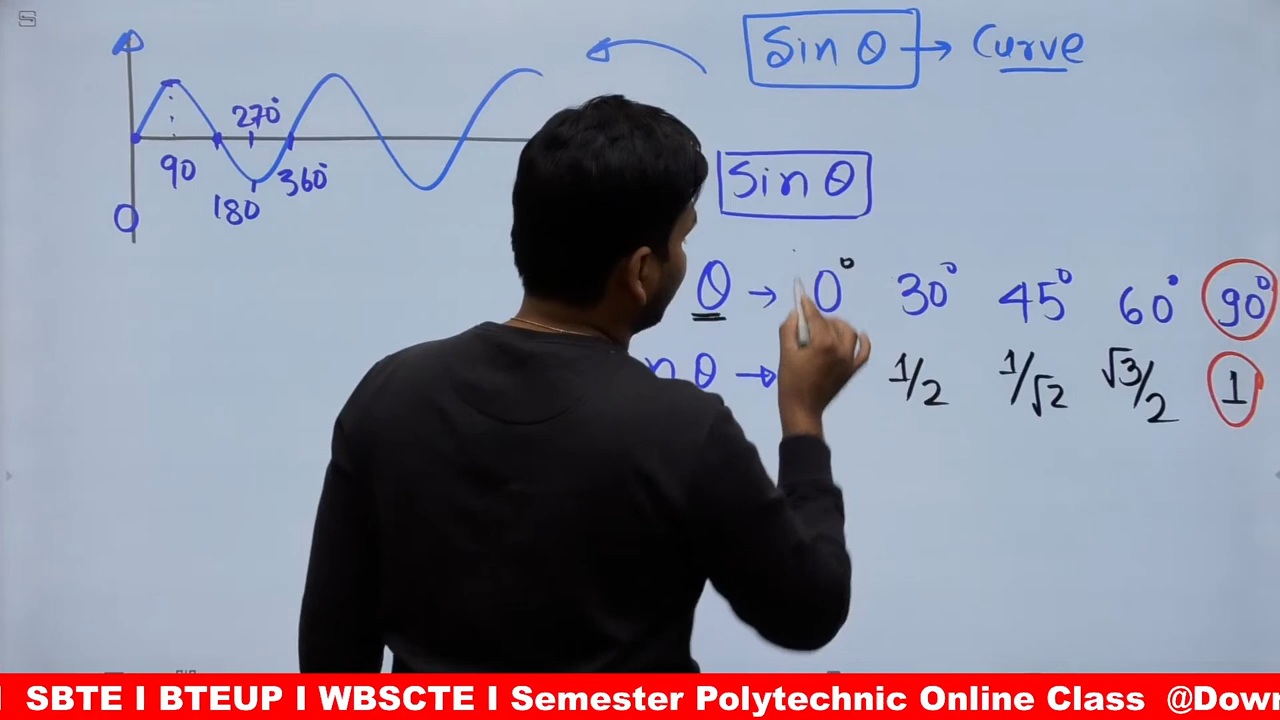 Sin θ → Curve
270°
90
360°
180
0
Sin θ
θ → 0° 30° 45° 60° 90°
n θ → 1/2 1/√2 √3/2 1
SBTE I BTEUP I WBSCTE I Semester Polytechnic Online Class @Down